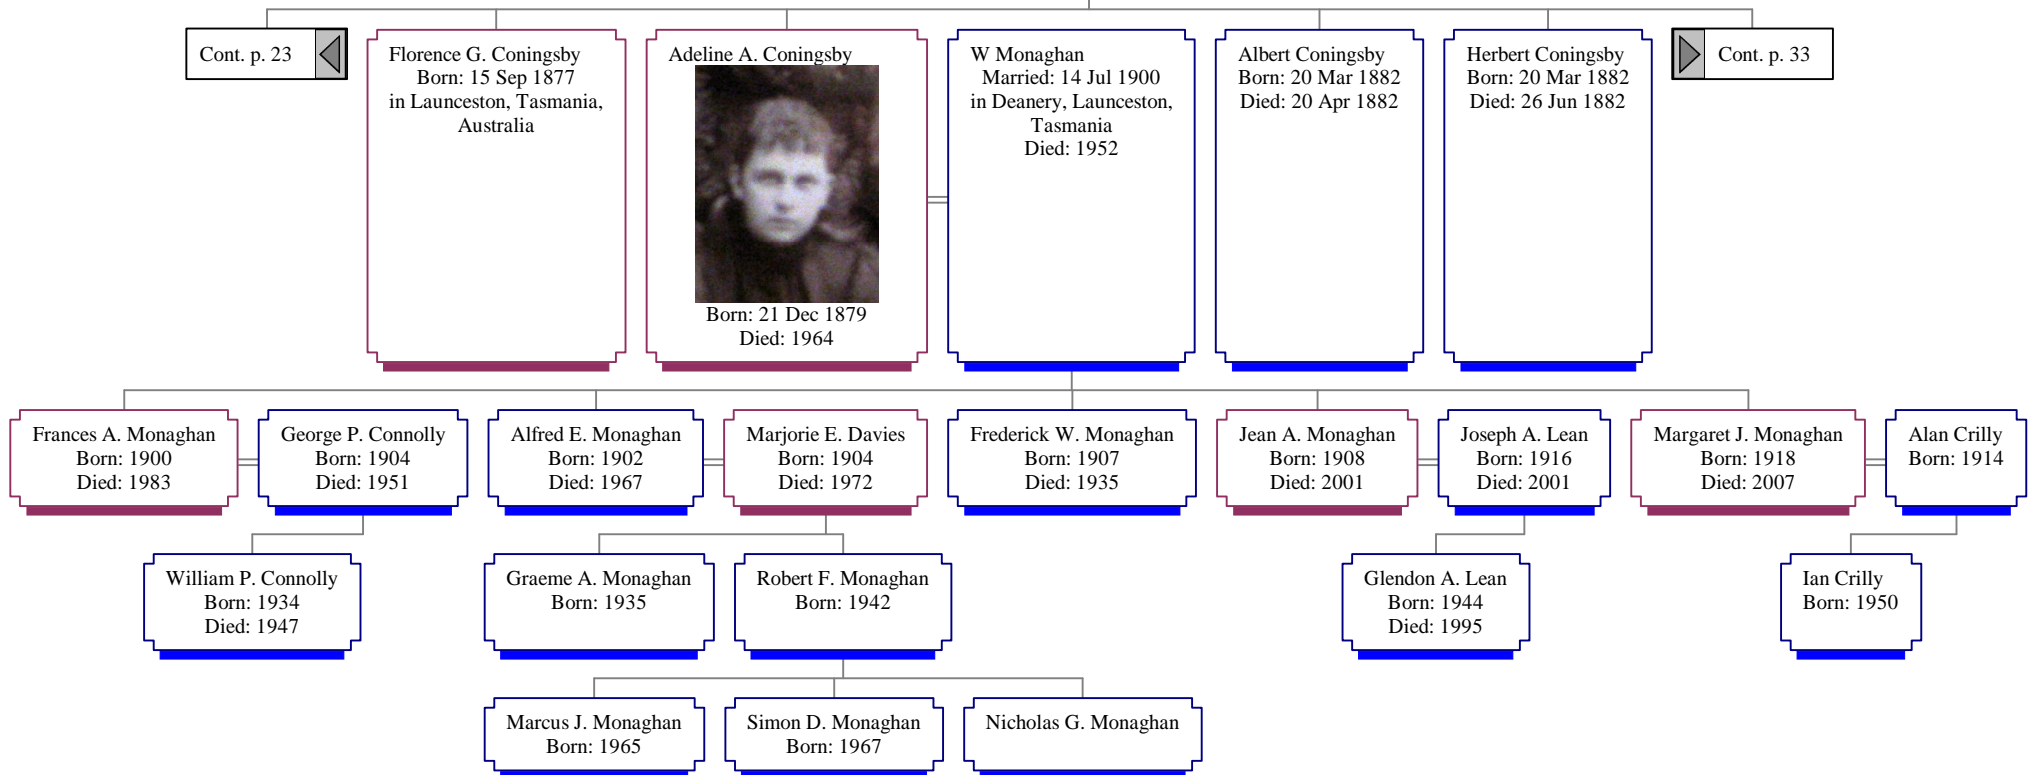 Cont. p. 23
Florence G. Coningsby
Born: 15 Sep 1877
in Launceston, Tasmania,
Australia
Adeline A. Coningsby
Born: 21 Dec 1879
Died: 1964
W Monaghan
Married: 14 Jul 1900
in Deanery, Launceston,
Tasmania
Died: 1952
Albert Coningsby
Born: 20 Mar 1882
Died: 20 Apr 1882
Herbert Coningsby
Born: 20 Mar 1882
Died: 26 Jun 1882
Cont. p. 33
Frances A. Monaghan
Born: 1900
Died: 1983
George P. Connolly
Born: 1904
Died: 1951
Alfred E. Monaghan
Born: 1902
Died: 1967
Marjorie E. Davies
Born: 1904
Died: 1972
Frederick W. Monaghan
Born: 1907
Died: 1935
Jean A. Monaghan
Born: 1908
Died: 2001
Joseph A. Lean
Born: 1916
Died: 2001
Margaret J. Monaghan
Born: 1918
Died: 2007
Alan Crilly
Born: 1914
William P. Connolly
Born: 1934
Died: 1947
Graeme A. Monaghan
Born: 1935
Robert F. Monaghan
Born: 1942
Glendon A. Lean
Born: 1944
Died: 1995
Ian Crilly
Born: 1950
Marcus J. Monaghan
Born: 1965
Simon D. Monaghan
Born: 1967
Nicholas G. Monaghan